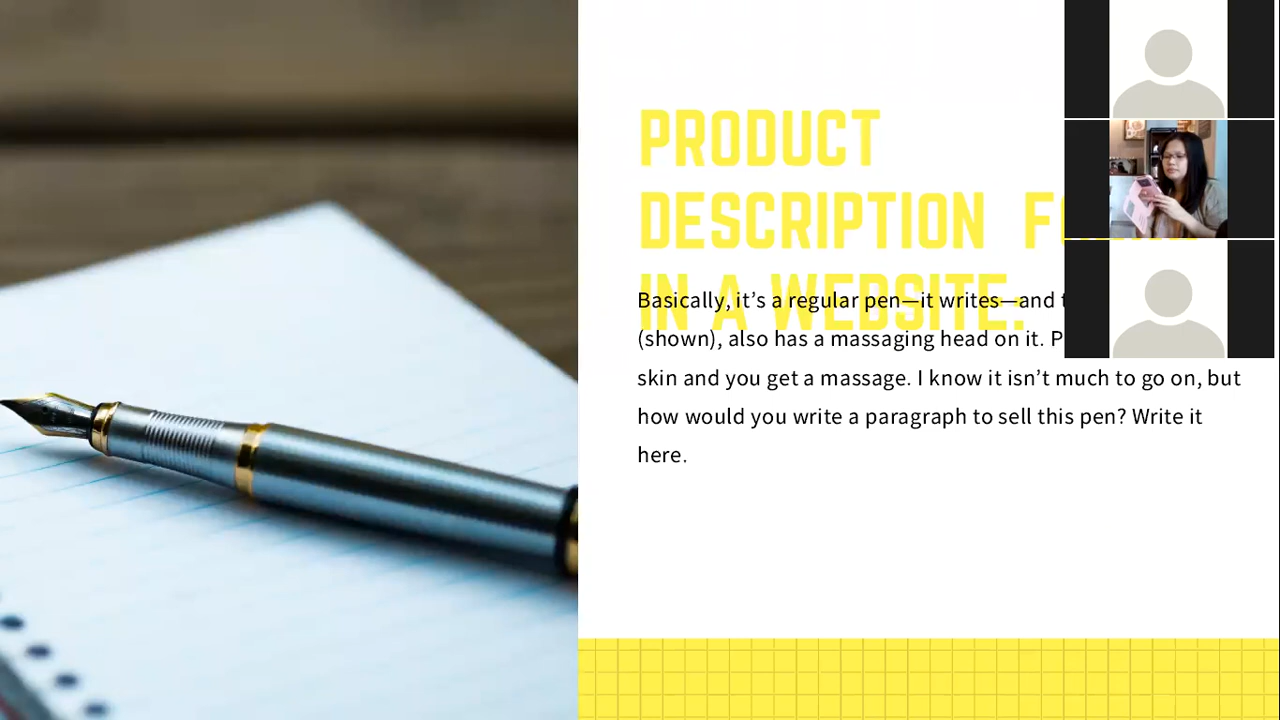 PRODUCT
DESCRIPTION
IN A WEBSITE:
Basically, it’s a regular pen—it writes—and
(shown), also has a massaging head on it.
skin and you get a massage. I know it isn’t much to go on, but
how would you write a paragraph to sell this pen? Write it
here.